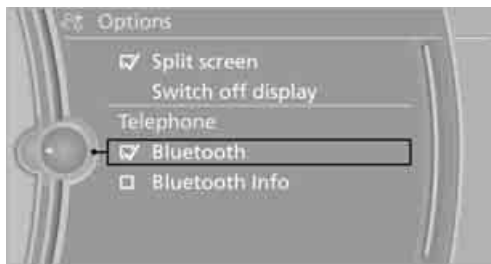 Options
Split screen
Switch off display
Telephone
Bluetooth
Bluetooth Info